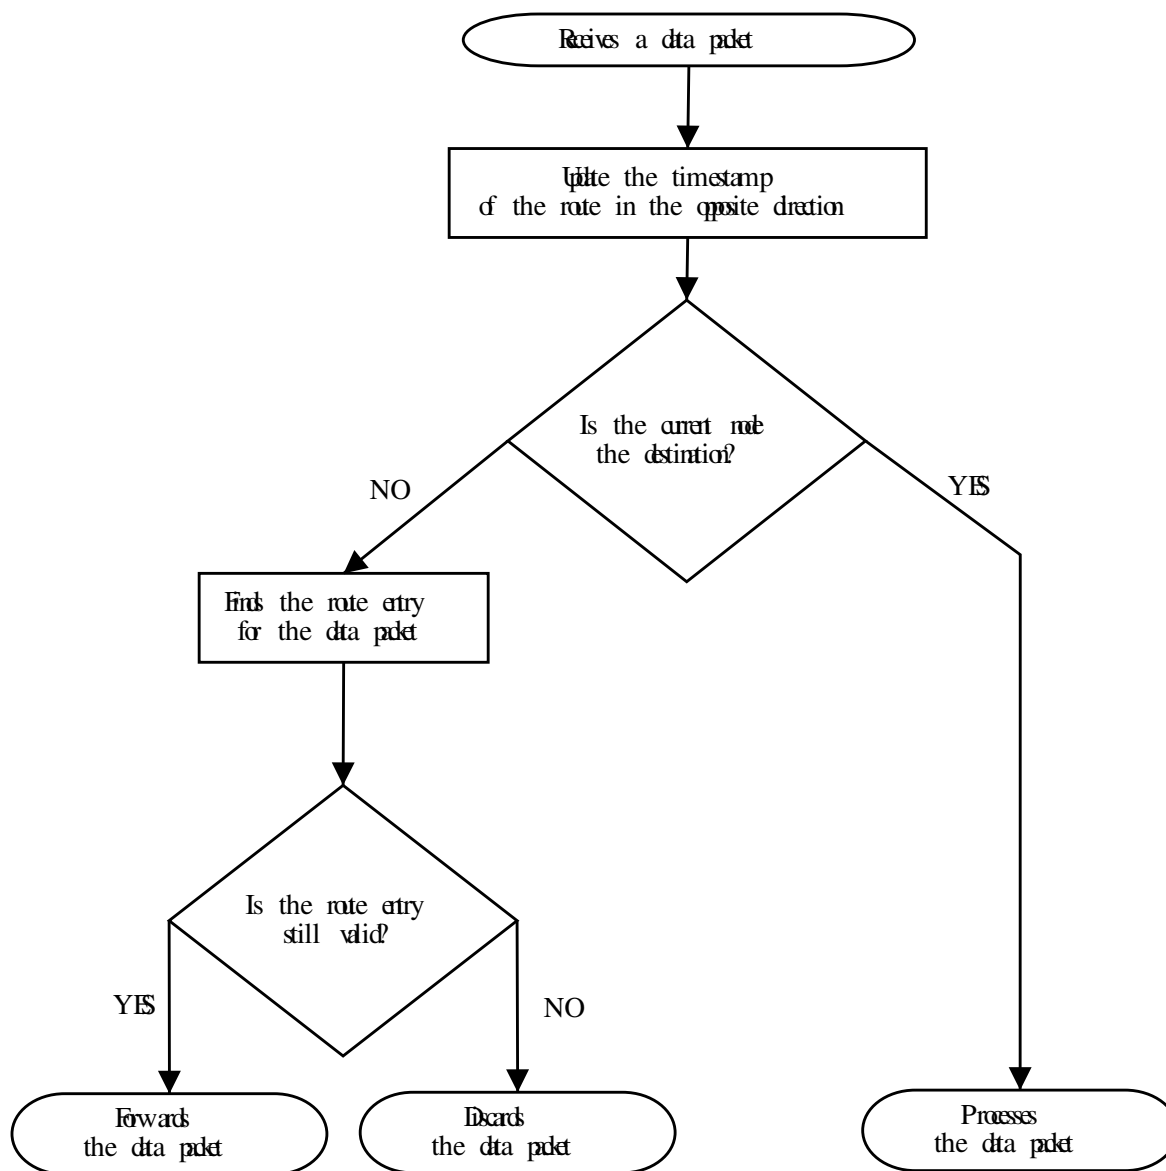 Receives a data packet
Update the timestamp
of the route in the opposite direction
Is the current node
the destination?
NO
YES
Finds the route entry
for the data packet
Is the route entry
still valid?
YES
NO
Forwards
the data packet
Discards
the data packet
Processes
the data packet